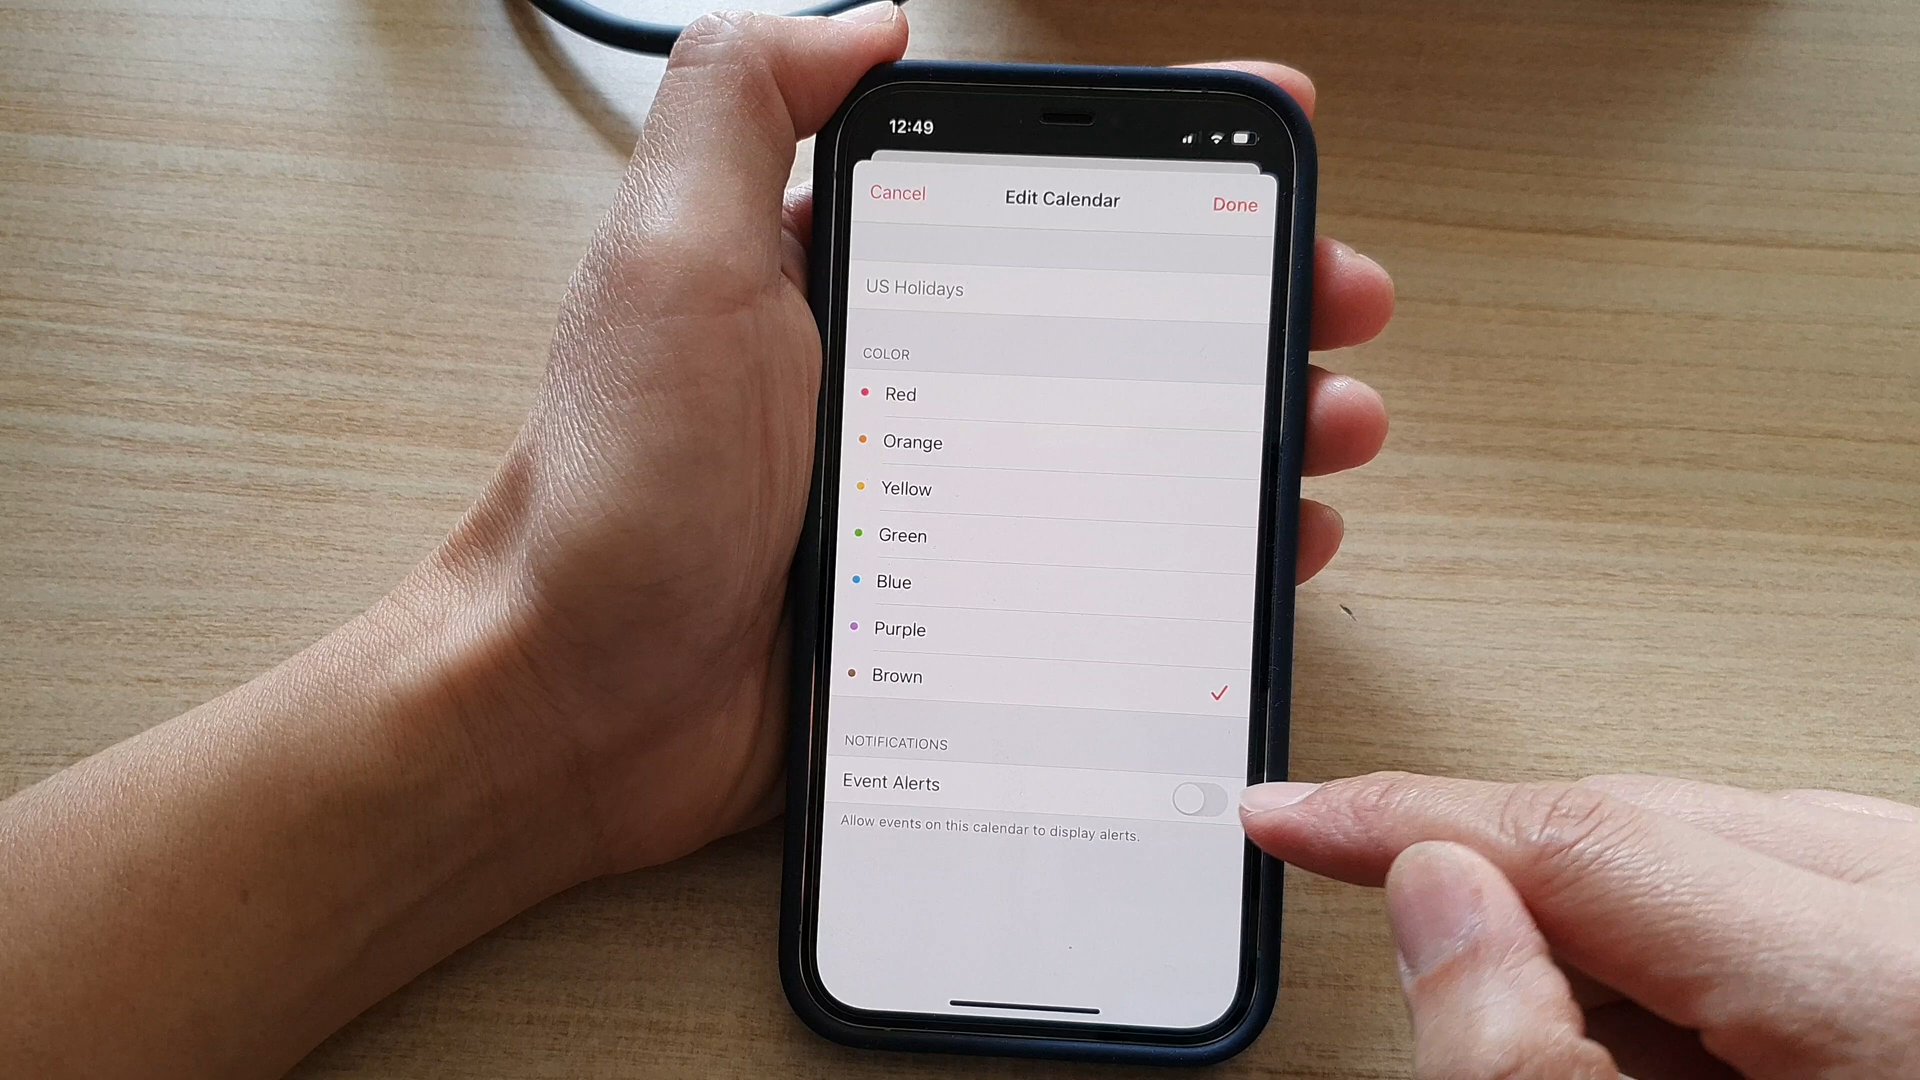 12:49
Cancel Edit Calendar Done
US Holidays
COLOR
Red
Orange
Yellow
Green
Blue
Purple
Brown
NOTIFICATIONS
Event Alerts
Allow events on this calendar to display alerts.